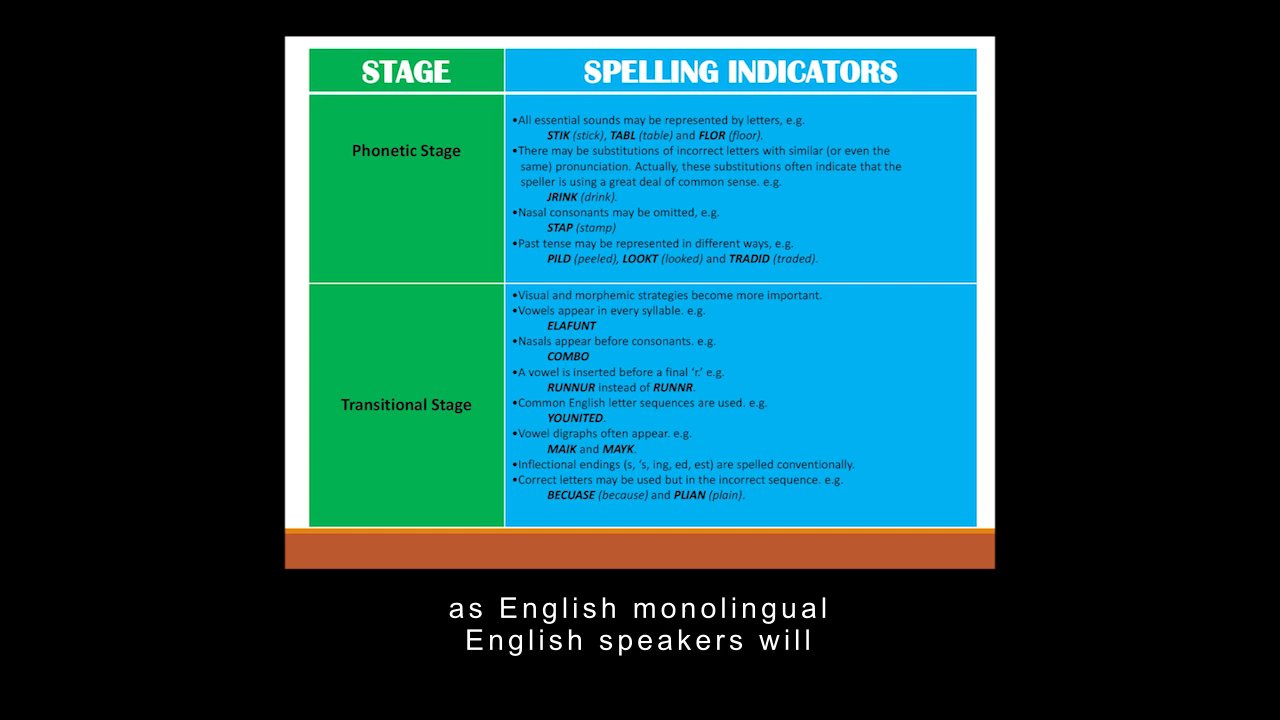 STAGE
SPELLING INDICATORS
Phonetic Stage
•All essential sounds may be represented by letters, e.g.
STIK (stick), TABL (table) and FLOR (floor).
•There may be substitutions of incorrect letters with similar (or even the
same) pronunciation. Actually, these substitutions often indicate that the
speller is using a great deal of common sense. e.g.
JRINK (drink).
•Nasal consonants may be omitted, e.g.
STAP (stamp)
•Past tense may be represented in different ways, e.g.
PILD (peeled), LOOKT (looked) and TRADID (traded).
Transitional Stage
•Visual and morphemic strategies become more important.
•Vowels appear in every syllable. e.g.
ELAFUNT
•Nasals appear before consonants. e.g.
COMBO
•A vowel is inserted before a final ‘r.’ e.g.
RUNNUR instead of RUNNR.
•Common English letter sequences are used. e.g.
YOUNITED.
•Vowel digraphs often appear. e.g.
MAIK and MAYK.
•Inflectional endings (s, ‘s, ing, ed, est) are spelled conventionally.
•Correct letters may be used but in the incorrect sequence. e.g.
BECUASE (because) and PLIAN (plain).
as English monolingual
English speakers will